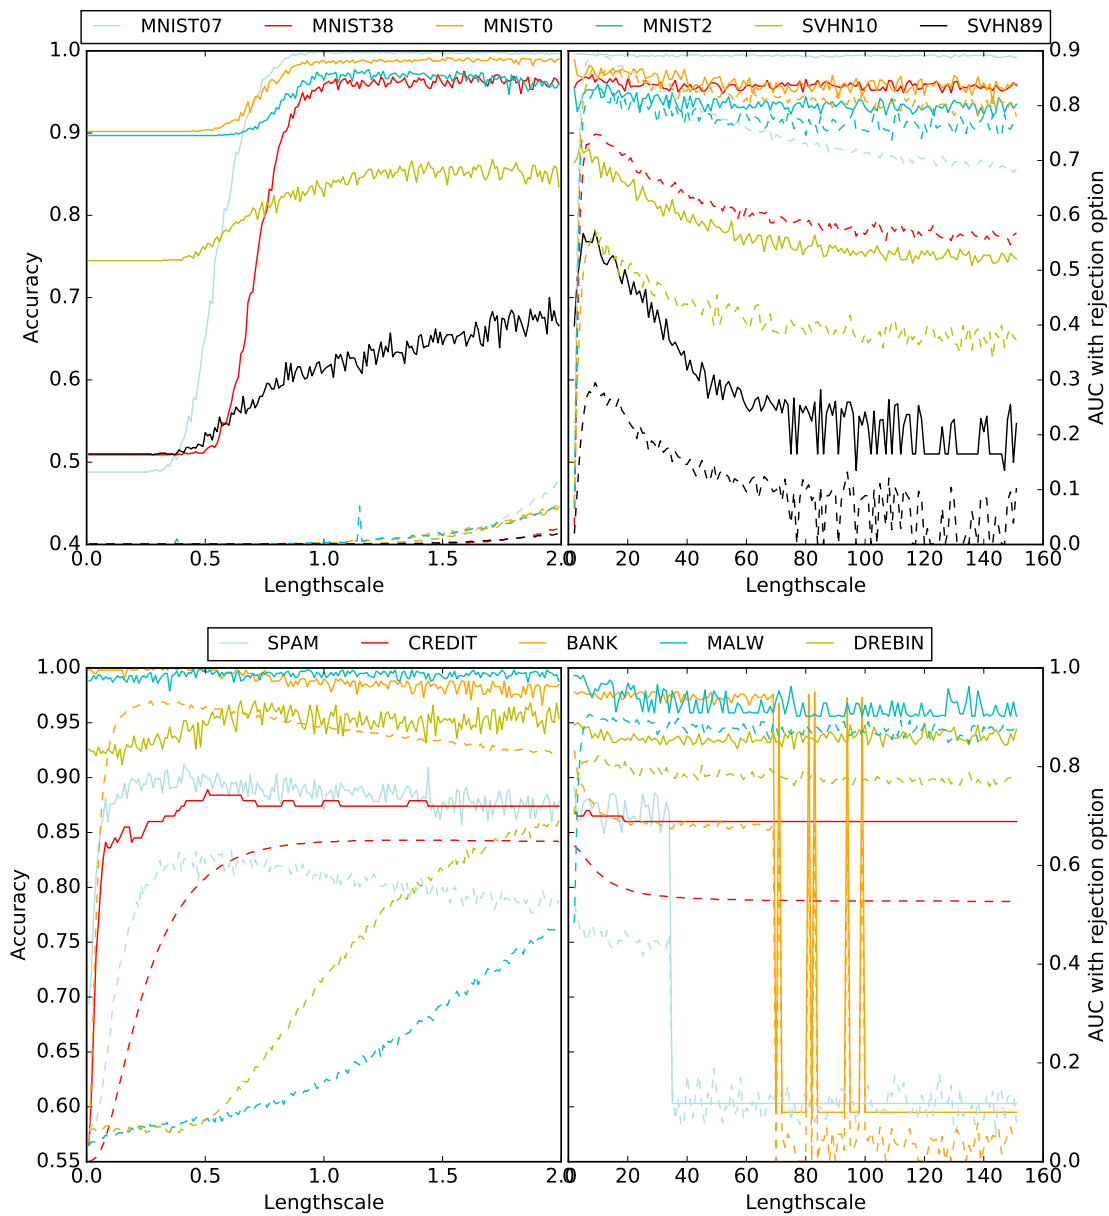 MNIST07 MNIST38 MNIST0 MNIST2 SVHN10 SVHN89
1.0
0.9
0.8
0.7
0.6
0.5
0.4
Accuracy
0.0 0.5 1.0 1.5 2.0
Lengthscale
0.9
0.8
0.7
0.6
0.5
0.4
0.3
0.2
0.1
0.0
AUC with rejection option
0 20 40 60 80 100 120 140 160
Lengthscale
SPAM CREDIT BANK MALW DREBIN
1.00
0.95
0.90
0.85
0.80
0.75
0.70
0.65
0.60
0.55
Accuracy
0.0 0.5 1.0 1.5 2.0
Lengthscale
1.0
0.8
0.6
0.4
0.2
0.0
AUC with rejection option
0 20 40 60 80 100 120 140 160
Lengthscale